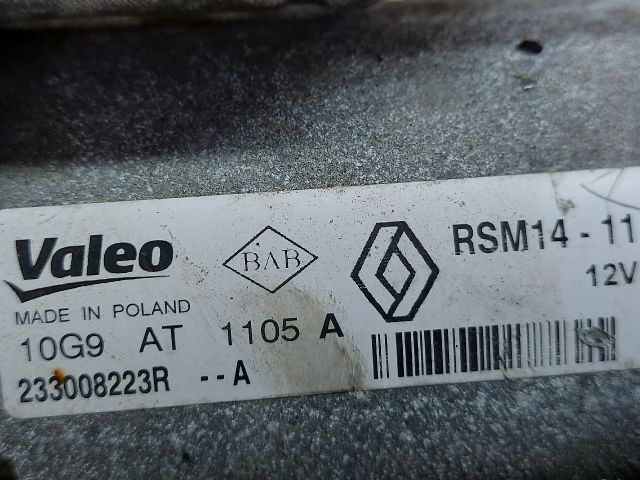 Valeo
BAB
RSM14 - 11
12V
MADE IN POLAND
10G9 AT 1105 A
233008223R --A